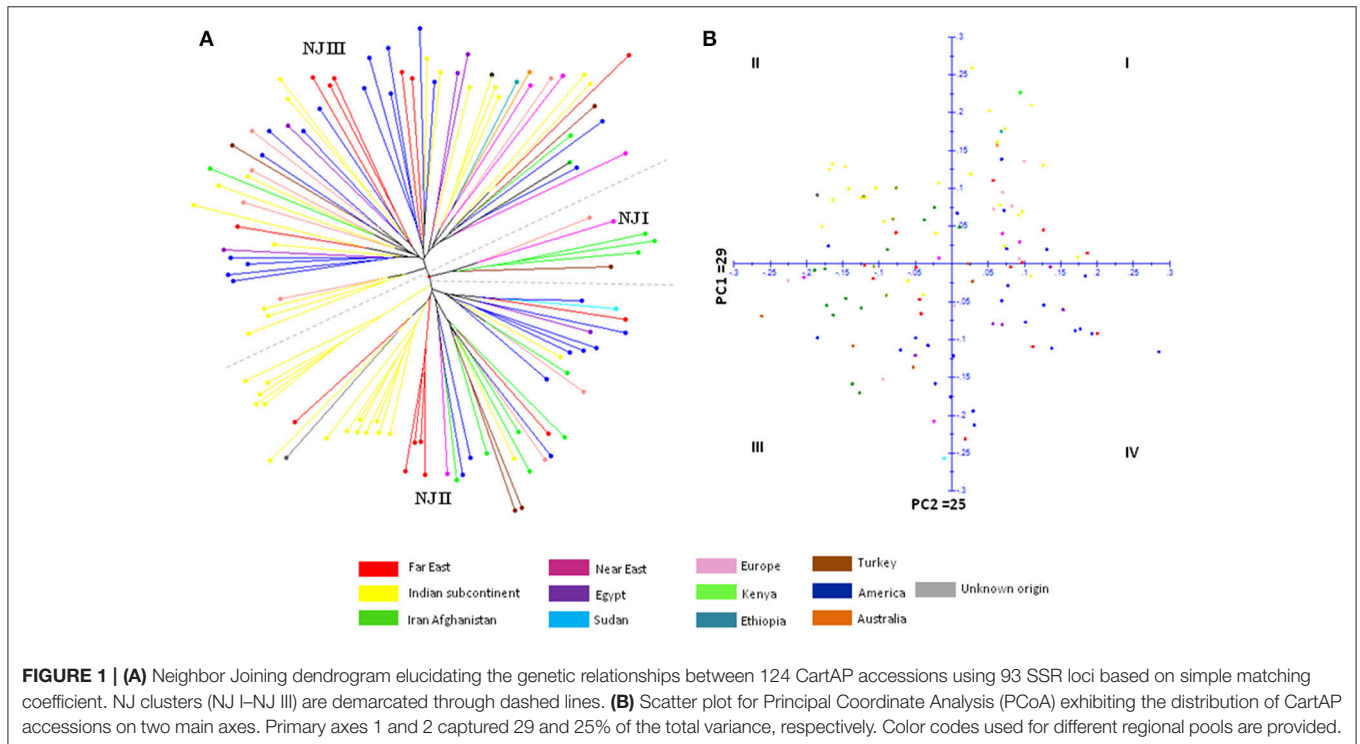 A
B
NJIII
NJI
NJII
II
I
III
IV
.3
.25
.2
.15
.1
.05
-.3
-.25
-.2
-.15
-.1
-.05
.05
.1
.15
.2
.25
.3
-.05
-.1
-.15
-.2
-.25
-.3
PC1 =29
PC2 =25
Far East
Near East
Europe
Turkey
Indian subcontinent
Egypt
Kenya
America
Unknown origin
Iran Afghanistan
Sudan
Ethiopia
Australia
FIGURE 1 | (A) Neighbor Joining dendrogram elucidating the genetic relationships between 124 CartAP accessions using 93 SSR loci based on simple matching
coefficient. NJ clusters (NJ I–NJ III) are demarcated through dashed lines. (B) Scatter plot for Principal Coordinate Analysis (PCoA) exhibiting the distribution of CartAP
accessions on two main axes. Primary axes 1 and 2 captured 29 and 25% of the total variance, respectively. Color codes used for different regional pools are provided.